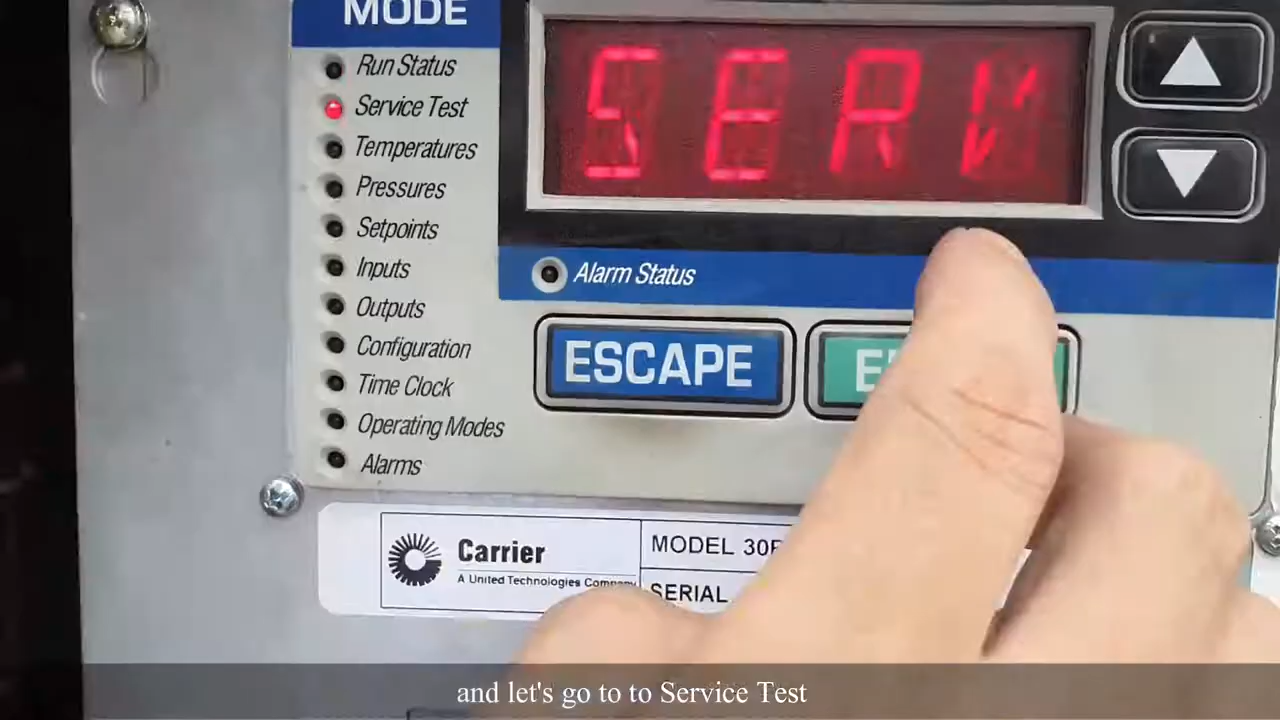 MODE
Run Status
Service Test
Temperatures
Pressures
Setpoints
Inputs
Outputs
Configuration
Time Clock
Operating Modes
Alarms
SERV
Alarm Status
ESCAPE
Carrier
A United Technologies Company
MODEL
SERIAL
and let's go to to Service Test